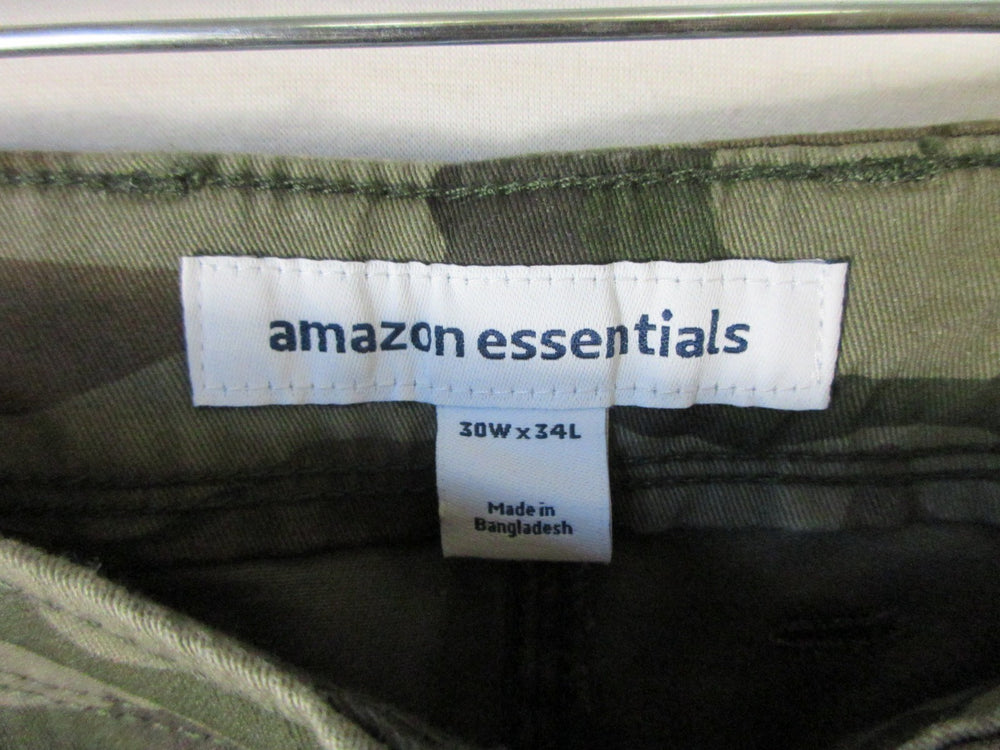 amazon essentials
30W x 34L
Made in
Bangladesh